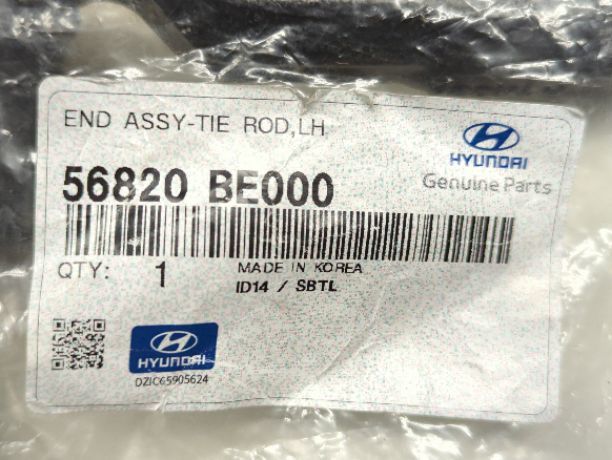 END ASSY-TIE ROD,LH
HYUNDAI
Genuine Parts
56820 BE000
QTY: 1
MADE IN KOREA
ID14 / SBTL
HYUNDAI
DZIC65905624